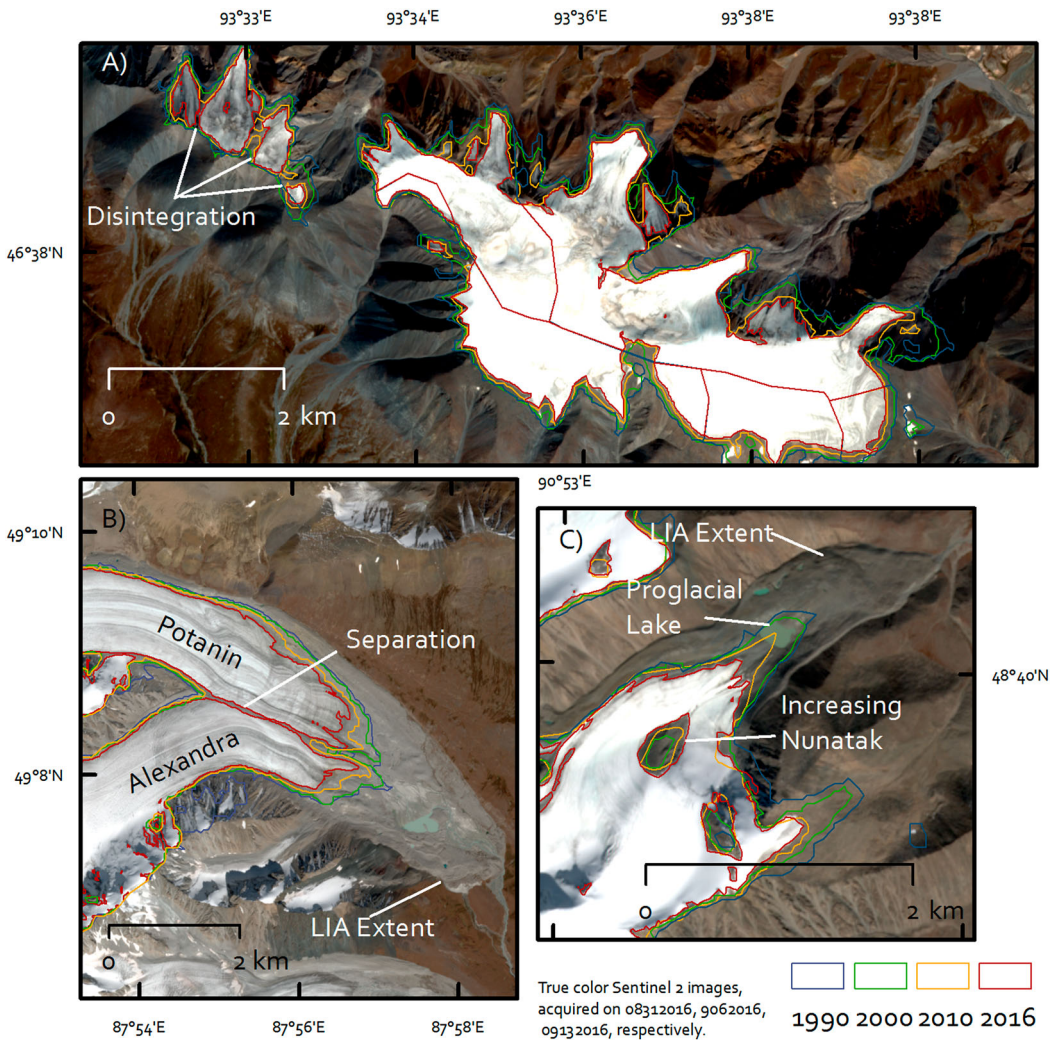 93°33'E 93°34'E 93°36'E 93°38'E 93°38'E
A)
Disintegration
46°38'N
0 2 km
90°53'E
B)
49°10'N
Potanin
Separation
Alexandra
49°8'N
LIA Extent
0 2 km
87°54'E 87°56'E 87°58'E
C)
LIA Extent
Proglacial
Lake
48°40'N
Increasing
Nunatak
0 2 km
True color Sentinel 2 images,
acquired on 08312016, 9062016,
09132016, respectively.
1990 2000 2010 2016